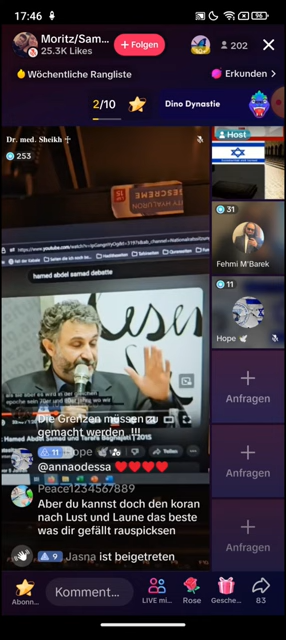 17:46
96
Moritz/Sam...
25.3K Likes
+ Folgen
202
Wöchentliche Rangliste
Erkunden >
2/10
Dino Dynastie
Dr. med. Sheikh
253
Host
hamed abdel samad debatte
31
Fehmi M'Barek
11
Hope
Die Grenzen müssen zu
gemacht werden !!!
11 Hope
@annaodessa
Peace1234567889
Aber du kannst doch den koran
nach Lust und Laune das beste
was dir gefällt rauspicksen
9 Jasna ist beigetreten
Anfragen
Anfragen
Anfragen
Abonn...
Komment...
LIVE mi...
Rose
Gesche...
83